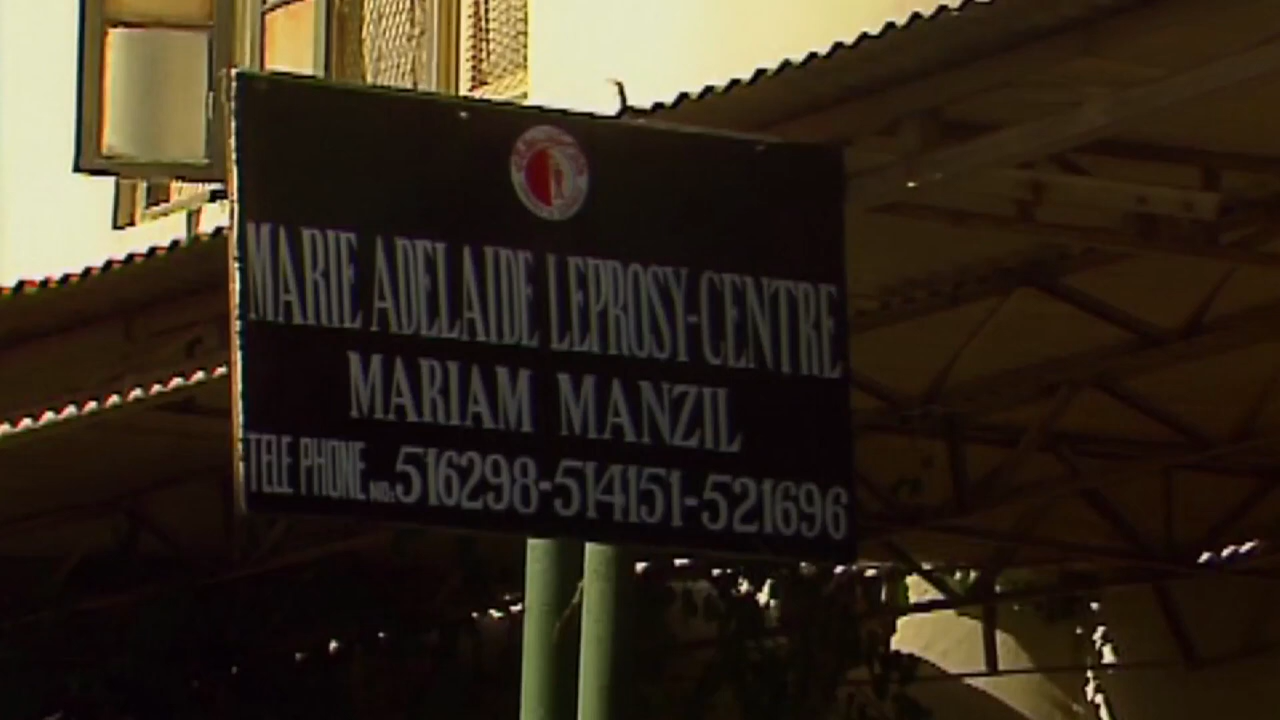 MARIE ADELAIDE LEPROSY-CENTRE
MARIAM MANZIL
TELE PHONE NO: 516298-514151-521696